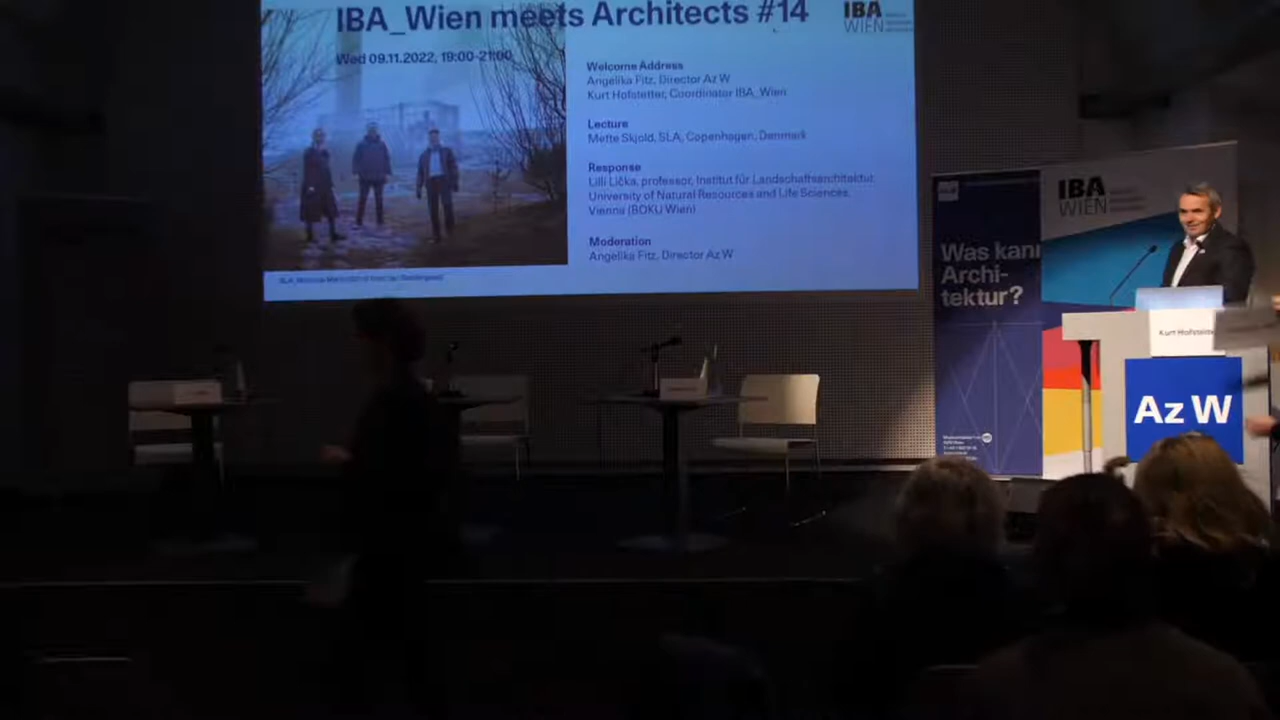 IBA_Wien meets Architects #14
IBA
WIEN
Wed 09.11.2022, 19:00-21:00
Welcome Address
Angelika Fitz, Director Az W
Kurt Hofstetter, Coordinator IBA_Wien
Lecture
Mette Skjold, SLA, Copenhagen, Denmark
Response
Lilli Lička, professor, Institut für Landschaftsarchitektur,
University of Natural Resources and Life Sciences,
Vienna (BOKU Wien)
Moderation
Angelika Fitz, Director Az W
IBA
WIEN
Was kann
Archi-
tektur?
Kurt Hofstette
Az W